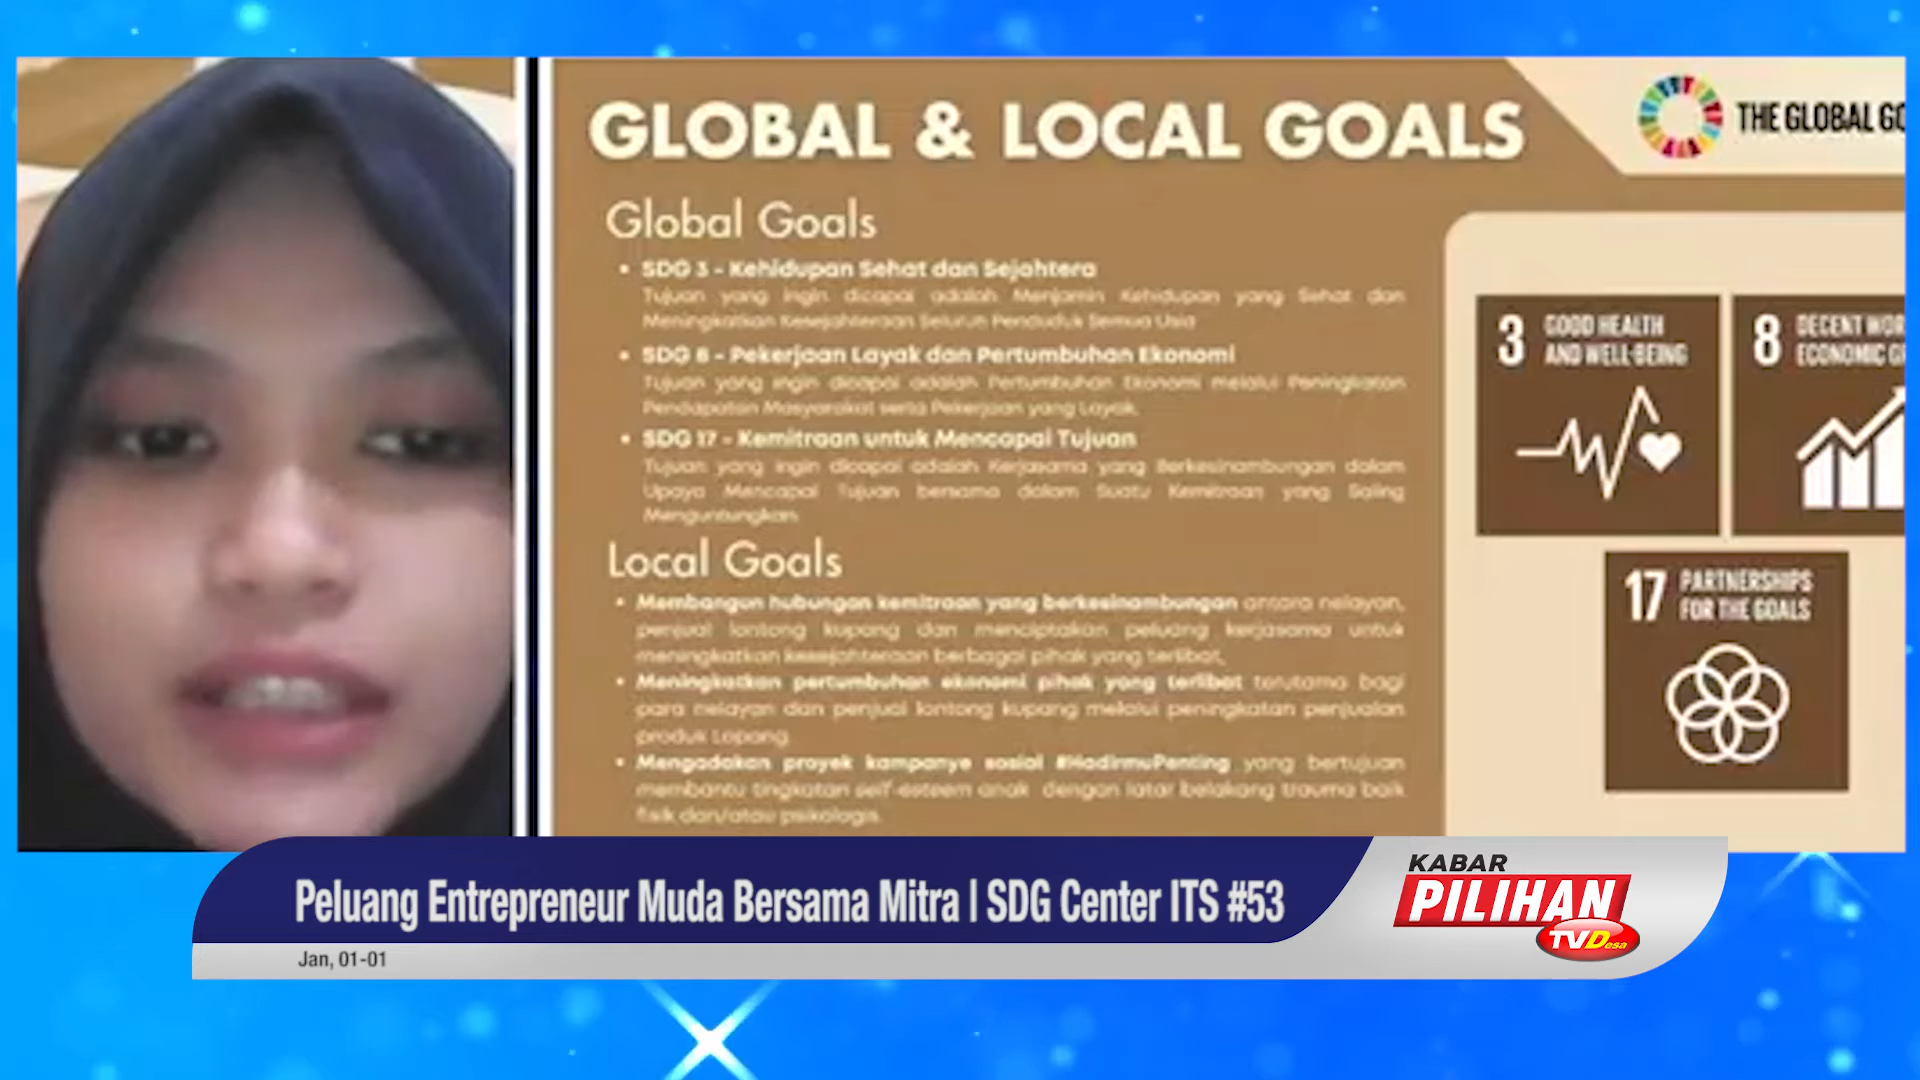 GLOBAL & LOCAL GOALS
THE GLOBAL GO
Global Goals
• SDG 3 - Kehidupan Sehat dan Sejahtera
Tujuan yang ingin dicapai adalah Menjamin Kehidupan yang Sehat dan
Meningkatkan Kesejahteraan Seluruh Penduduk Semua Usia
• SDG 8 - Pekerjaan Layak dan Pertumbuhan Ekonomi
Tujuan yang ingin dicapai adalah Pertumbuhan Ekonomi melalui Peningkatan
Pendapatan Masyarakat serta Pekerjaan yang Layak.
• SDG 17 - Kemitraan untuk Mencapai Tujuan
Tujuan yang ingin dicapai adalah Kerjasama yang Berkesinambungan dalam
Upaya Mencapai Tujuan bersama dalam Suatu Kemitraan yang Saling
Menguntungkan.
Local Goals
• Membangun hubungan kemitraan yang berkesinambungan antara nelayan,
penjual lontong kupang dan menciptakan peluang kerjasama untuk
meningkatkan kesejahteraan berbagai pihak yang terlibat.
• Meningkatkan pertumbuhan ekonomi pihak yang terlibat terutama bagi
para nelayan dan penjual lontong kupang melalui peningkatan penjualan
produk Lopang.
• Mengadakan proyek kampanye sosial #HadirmuPenting yang bertujuan
membantu tingkatan self-esteem anak dengan latar belakang trauma baik
fisik dan/atau psikologis.
3 GOOD HEALTH
AND WELL-BEING
8 DECENT WOR
ECONOMIC GR
17 PARTNERSHIPS
FOR THE GOALS
Peluang Entrepreneur Muda Bersama Mitra | SDG Center ITS #53
Jan, 01-01
KABAR
PILIHAN
TVDesa